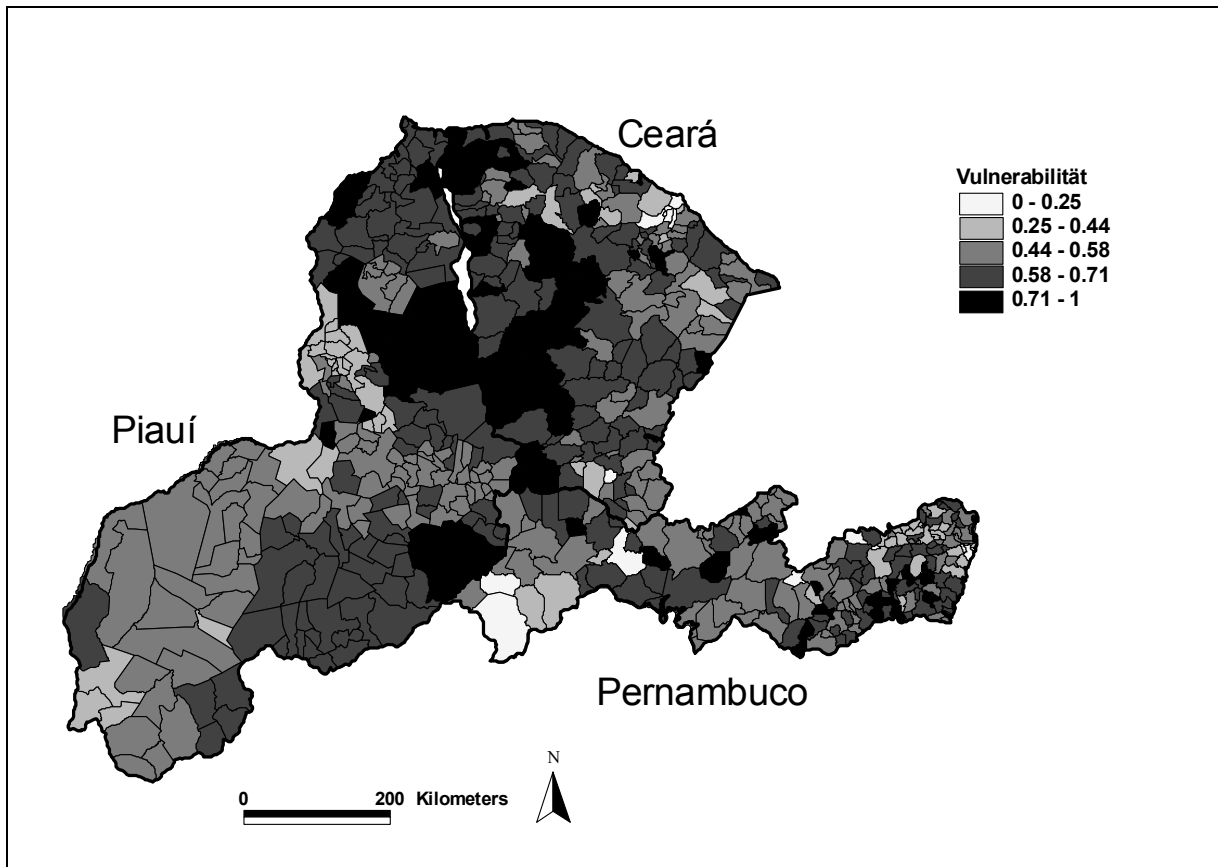 Ceará
Vulnerabilität
0 - 0.25
0.25 - 0.44
0.44 - 0.58
0.58 - 0.71
0.71 - 1
Piauí
Pernambuco
N
0 200 Kilometers